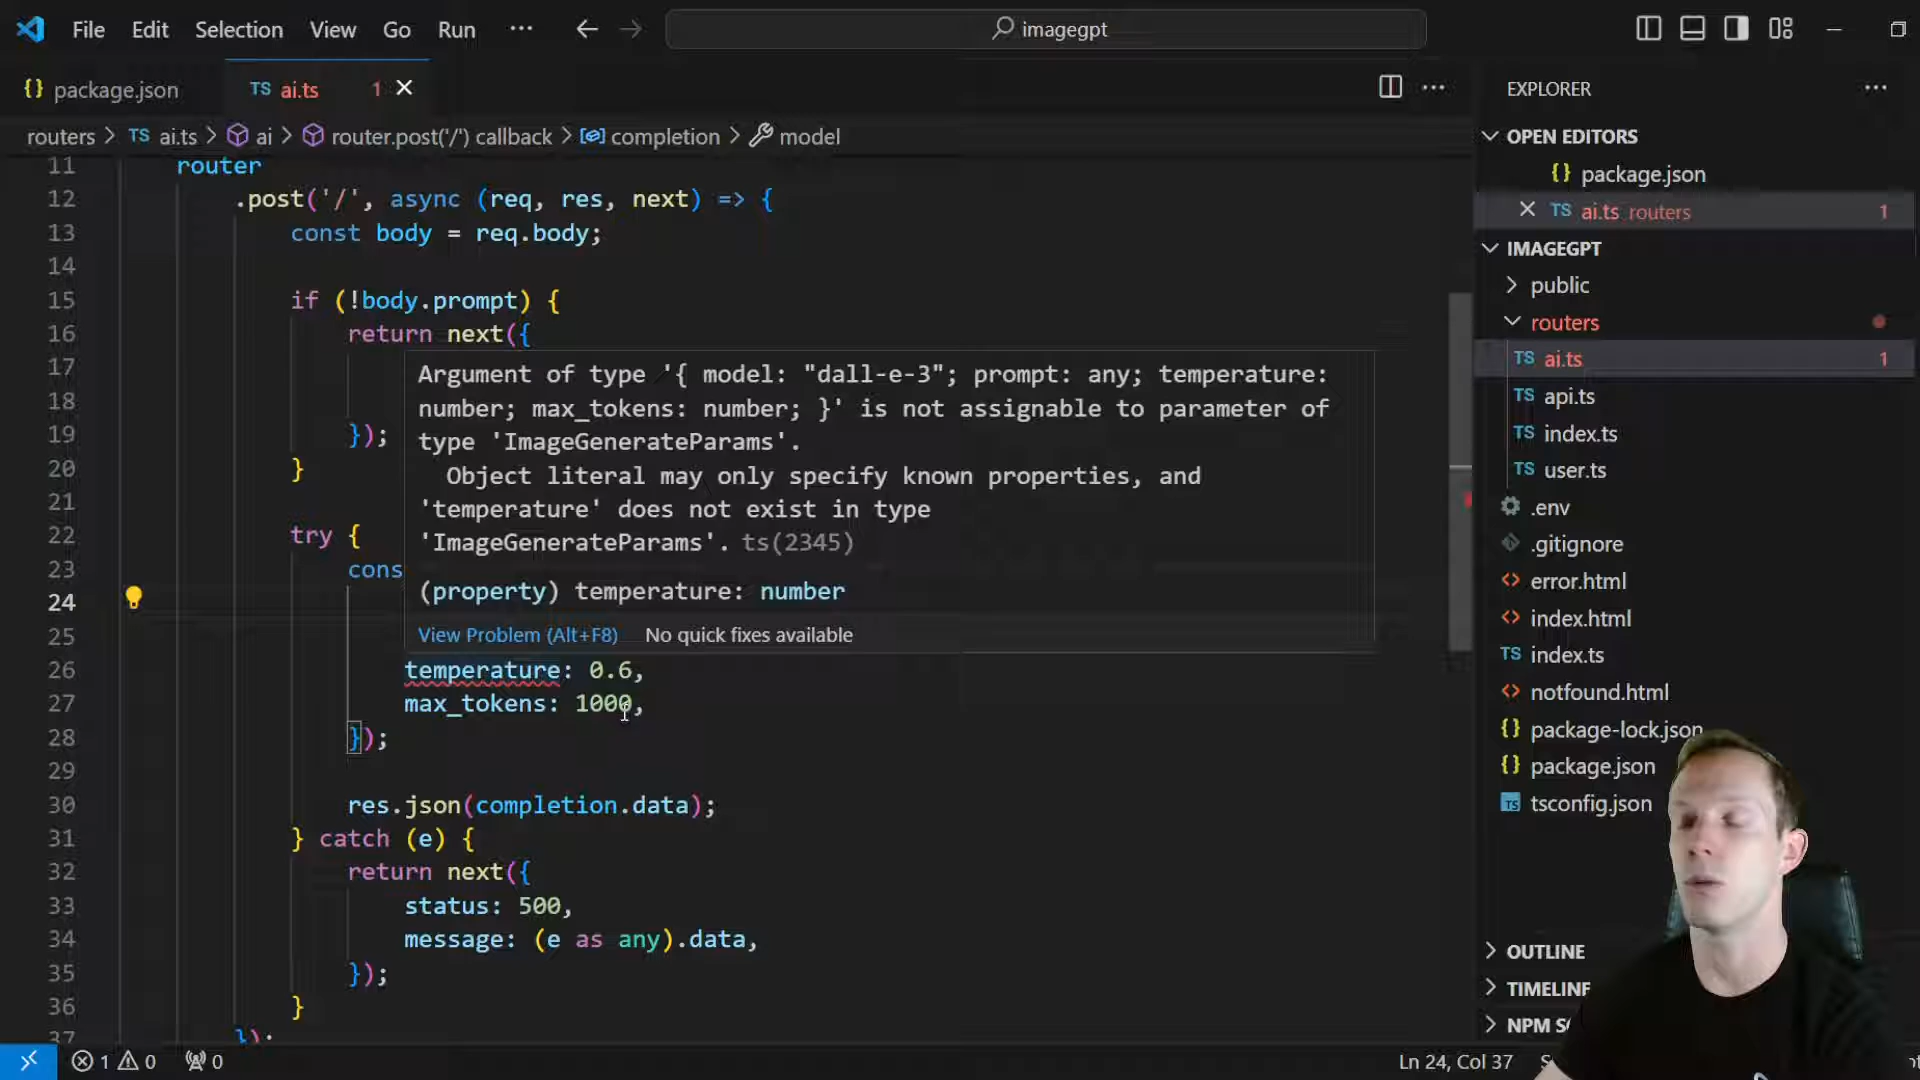 File Edit Selection View Go Run ··· imagegpt
{} package.json TS ai.ts 1
routers > TS ai.ts > ai > router.post('/') callback > completion > model
11 router
12 .post('/', async (req, res, next) => {
13 const body = req.body;
14
15 if (!body.prompt) {
16 return next({
17
18
19 });
20 }
21
22 try {
23 cons
24
25
26 temperature: 0.6,
27 max_tokens: 1000,
28 });
29
30 res.json(completion.data);
31 } catch (e) {
32 return next({
33 status: 500,
34 message: (e as any).data,
35 });
36 }
37 });
Argument of type '{ model: "dall-e-3"; prompt: any; temperature:
number; max_tokens: number; }' is not assignable to parameter of
type 'ImageGenerateParams'.
Object literal may only specify known properties, and
'temperature' does not exist in type
'ImageGenerateParams'. ts(2345)
(property) temperature: number
View Problem (Alt+F8) No quick fixes available
EXPLORER
OPEN EDITORS
{} package.json
TS ai.ts routers 1
IMAGEGPT
public
routers
TS ai.ts 1
TS api.ts
TS index.ts
TS user.ts
.env
.gitignore
<> error.html
<> index.html
TS index.ts
<> notfound.html
{} package-lock.json
{} package.json
TS tsconfig.json
OUTLINE
TIMELINE
NPM
1 0 0
Ln 24, Col 37